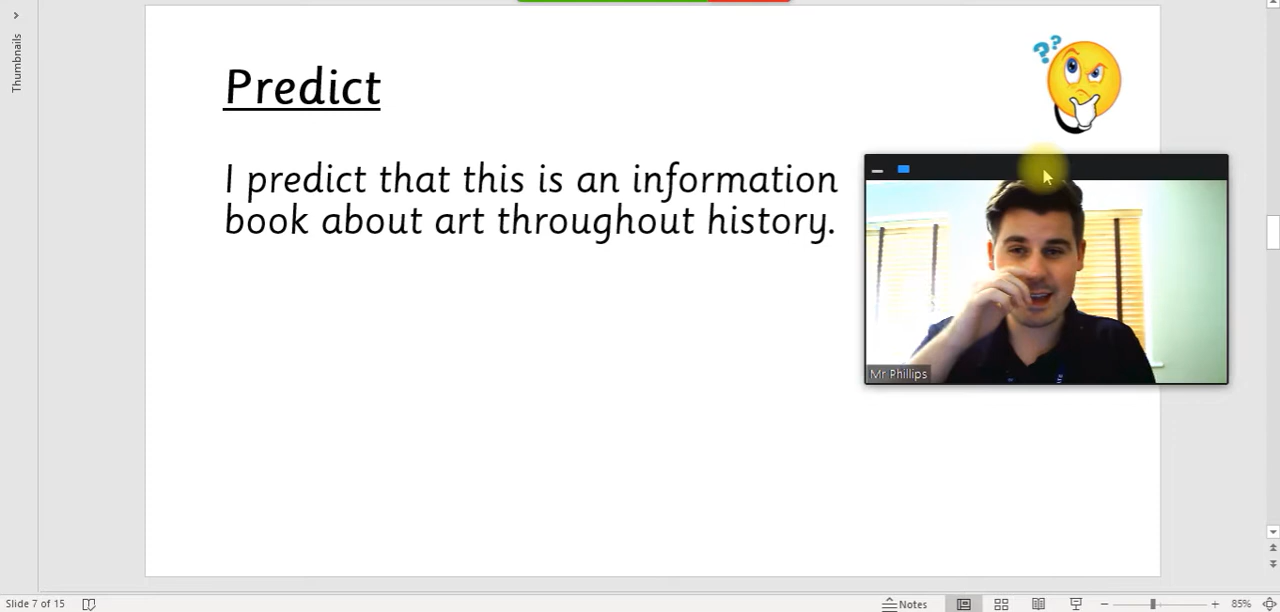 Thumbnails
Predict
??
I predict that this is an information
book about art throughout history.
Mr Phillips
Slide 7 of 15
Notes
85%